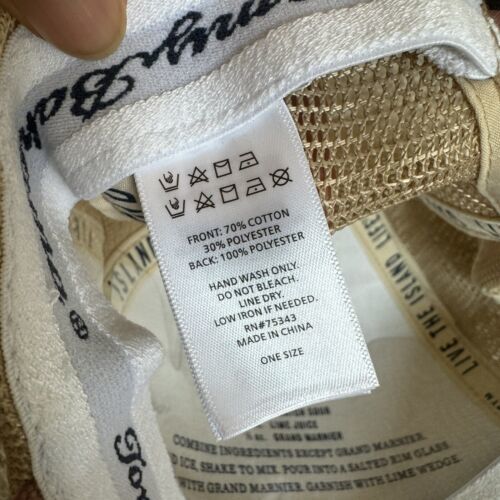 Tommy Bahama®
FRONT: 70% COTTON
30% POLYESTER
BACK: 100% POLYESTER
HAND WASH ONLY.
DO NOT BLEACH.
LINE DRY.
LOW IRON IF NEEDED.
RN#75343
MADE IN CHINA
ONE SIZE
LIVE THE ISLAND LIFE
LIME JUICE
GRAND MARNIER
COMBINE INGREDIENTS EXCEPT GRAND MARNIER.
ICE. SHAKE TO MIX. POUR INTO A SALTED RIM GLASS
WITH GRAND MARNIER. GARNISH WITH LIME WEDGE.